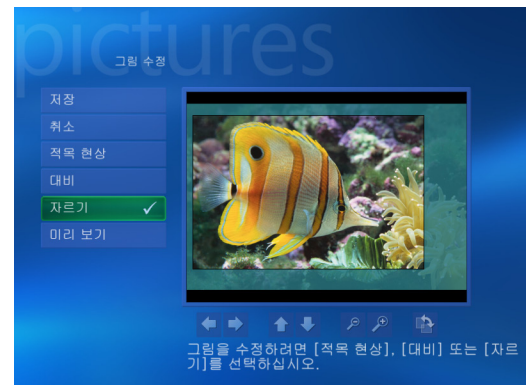 pictures
그림 수정
저장
취소
적목 현상
대비
자르기
미리 보기
그림을 수정하려면 [적목 현상], [대비] 또는 [자르
기]를 선택하십시오.